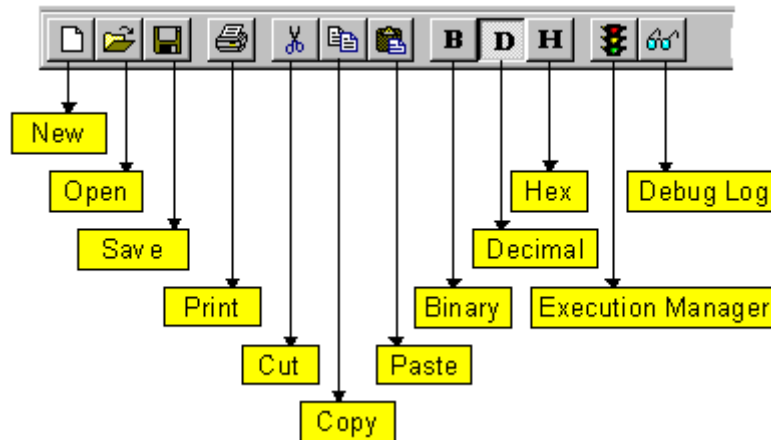 B D H
New
Open
Hex
Debug Log
Save
Decimal
Print
Binary
Execution Manager
Cut
Paste
Copy